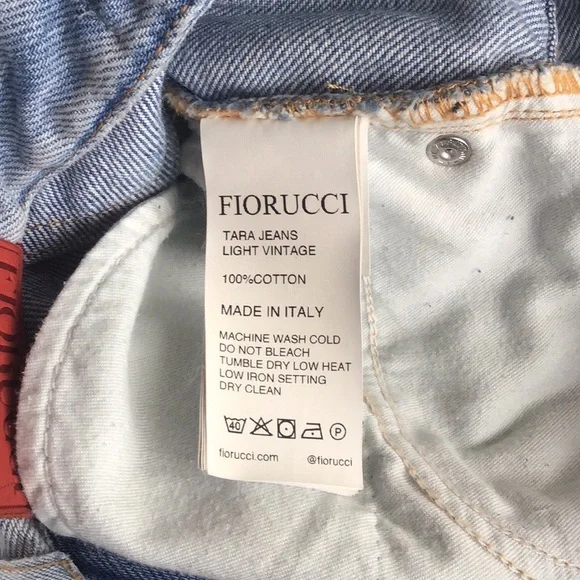 FIORUCCI
TARA JEANS
LIGHT VINTAGE
100%COTTON
MADE IN ITALY
MACHINE WASH COLD
DO NOT BLEACH
TUMBLE DRY LOW HEAT
LOW IRON SETTING
DRY CLEAN
40 P
fiorucci.com @fiorucci